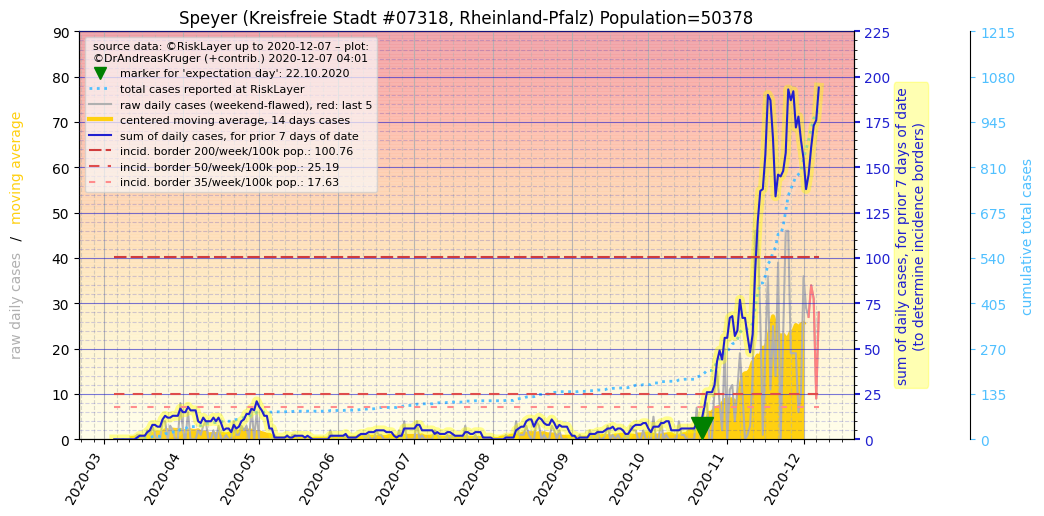 Speyer (Kreisfreie Stadt #07318, Rheinland-Pfalz) Population=50378
source data: ©RiskLayer up to 2020-12-07 – plot:
©DrAndreasKruger (+contrib.) 2020-12-07 04:01
marker for 'expectation day': 22.10.2020
total cases reported at RiskLayer
raw daily cases (weekend-flawed), red: last 5
centered moving average, 14 days cases
sum of daily cases, for prior 7 days of date
incid. border 200/week/100k pop.: 100.76
incid. border 50/week/100k pop.: 25.19
incid. border 35/week/100k pop.: 17.63
raw daily cases / moving average
90
80
70
60
50
40
30
20
10
0
2020-03
2020-04
2020-05
2020-06
2020-07
2020-08
2020-09
2020-10
2020-11
2020-12
225
200
175
150
125
100
75
50
25
0
sum of daily cases, for prior 7 days of date
(to determine incidence borders)
1215
1080
945
810
675
540
405
270
135
0
cumulative total cases